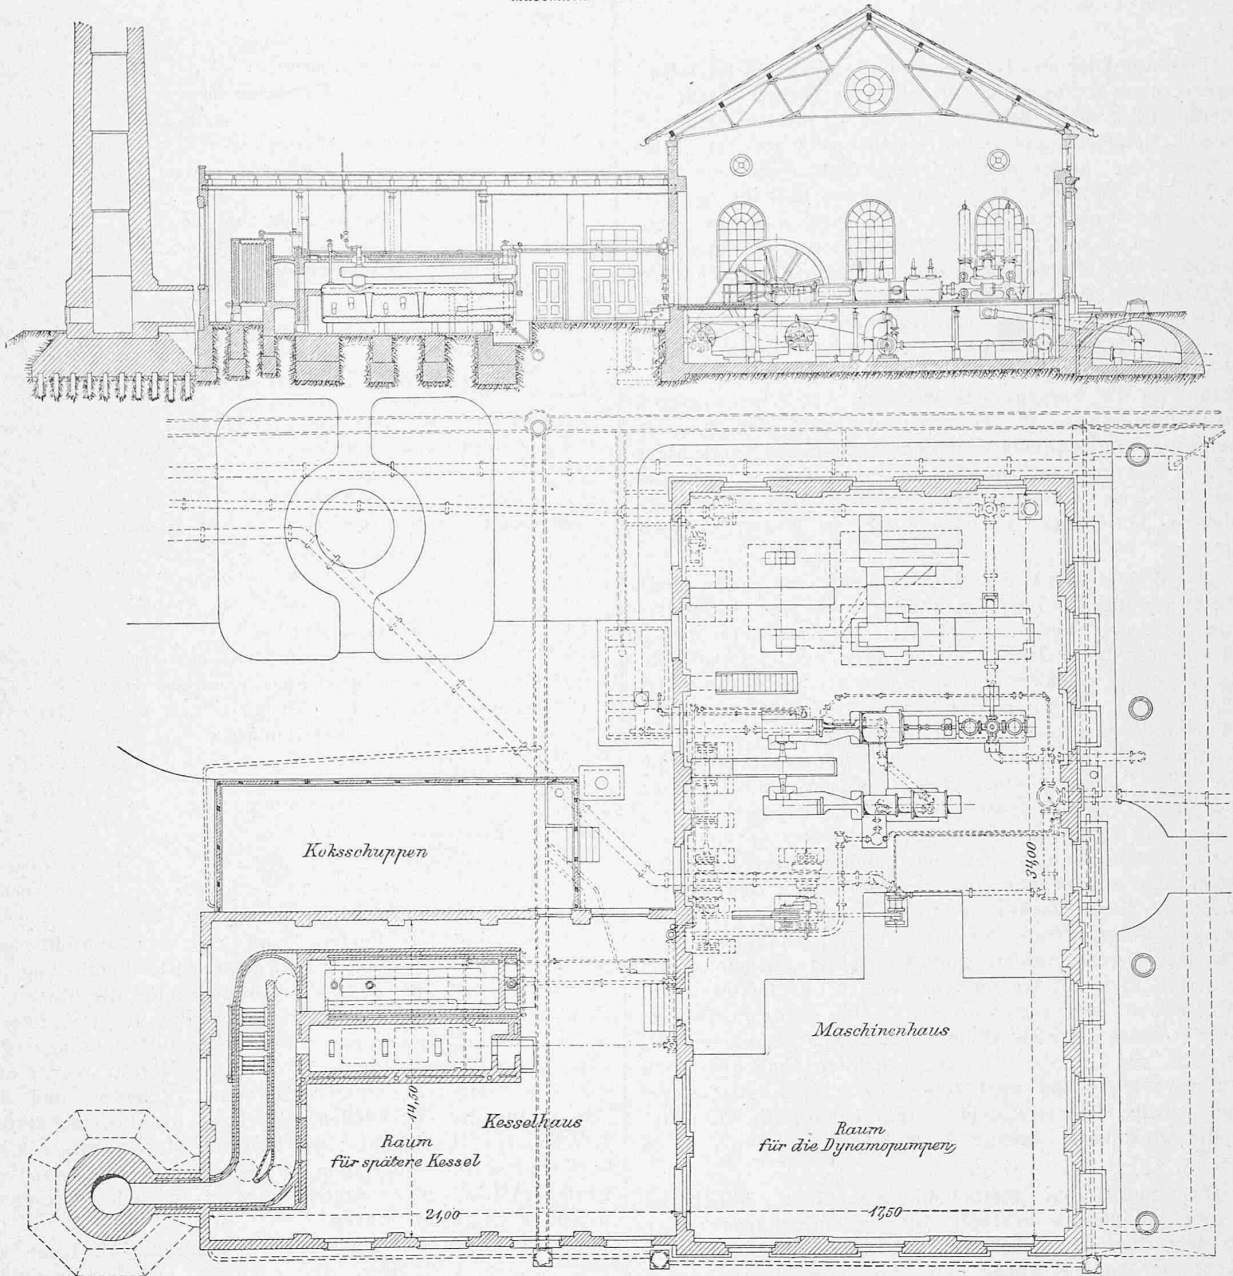 Koksschuppen
34,00
Maschinenhaus
14,50
Kesselhaus
Raum
für spätere Kessel
Raum
für die Dynamopumpen,
21,00
17,50